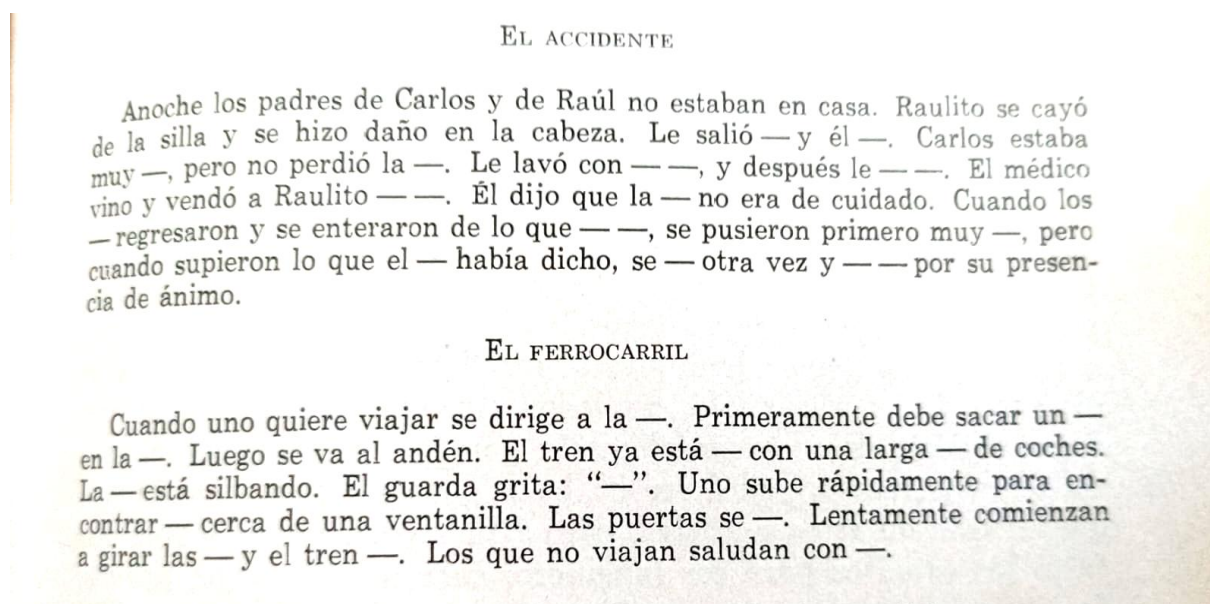 El accidente
Anoche los padres de Carlos y de Raúl no estaban en casa. Raulito se cayó
de la silla y se hizo daño en la cabeza. Le salió — y él —. Carlos estaba
muy —, pero no perdió la —. Le lavó con — —, y después le — —. El médico
vino y vendó a Raulito — —. Él dijo que la — no era de cuidado. Cuando los
— regresaron y se enteraron de lo que — —, se pusieron primero muy —, pero
cuando supieron lo que el — había dicho, se — otra vez y — — por su presen-
cia de ánimo.
El ferrocarril
Cuando uno quiere viajar se dirige a la —. Primeramente debe sacar un —
en la —. Luego se va al andén. El tren ya está — con una larga — de coches.
La — está silbando. El guarda grita: “—”. Uno sube rápidamente para en-
contrar — cerca de una ventanilla. Las puertas se —. Lentamente comienzan
a girar las — y el tren —. Los que no viajan saludan con —.